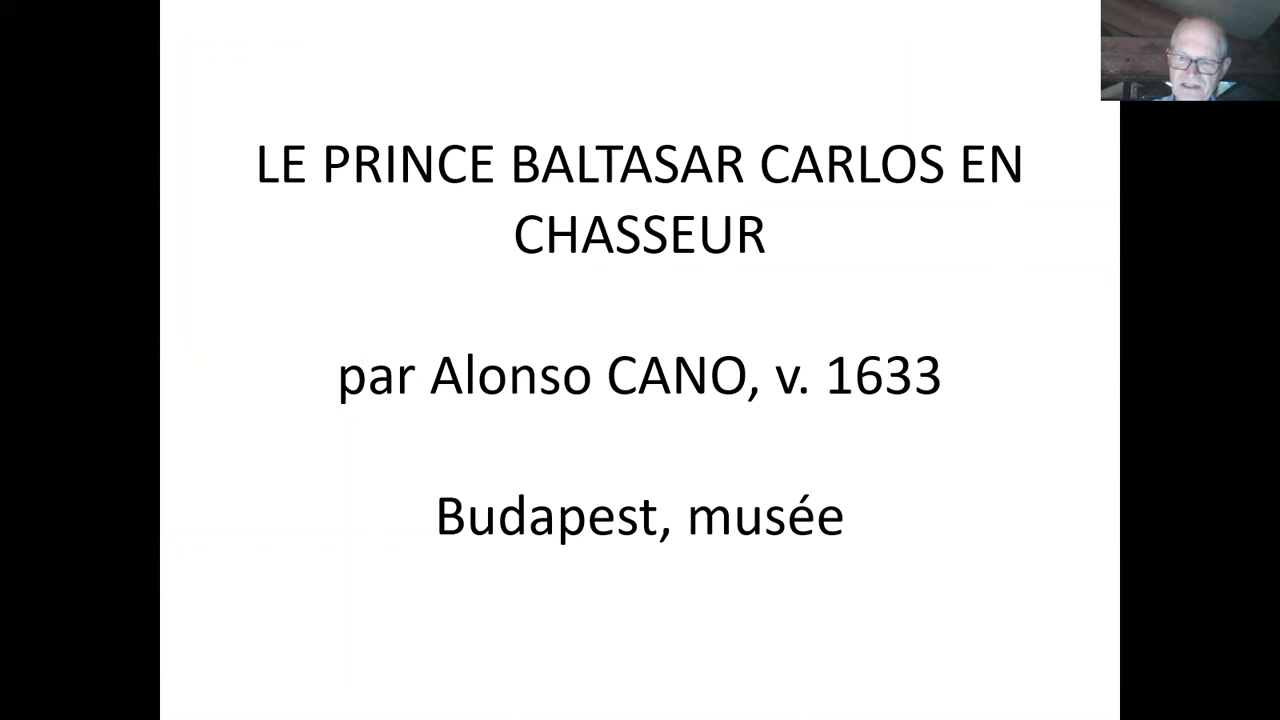 LE PRINCE BALTASAR CARLOS EN
CHASSEUR
par Alonso CANO, v. 1633
Budapest, musée